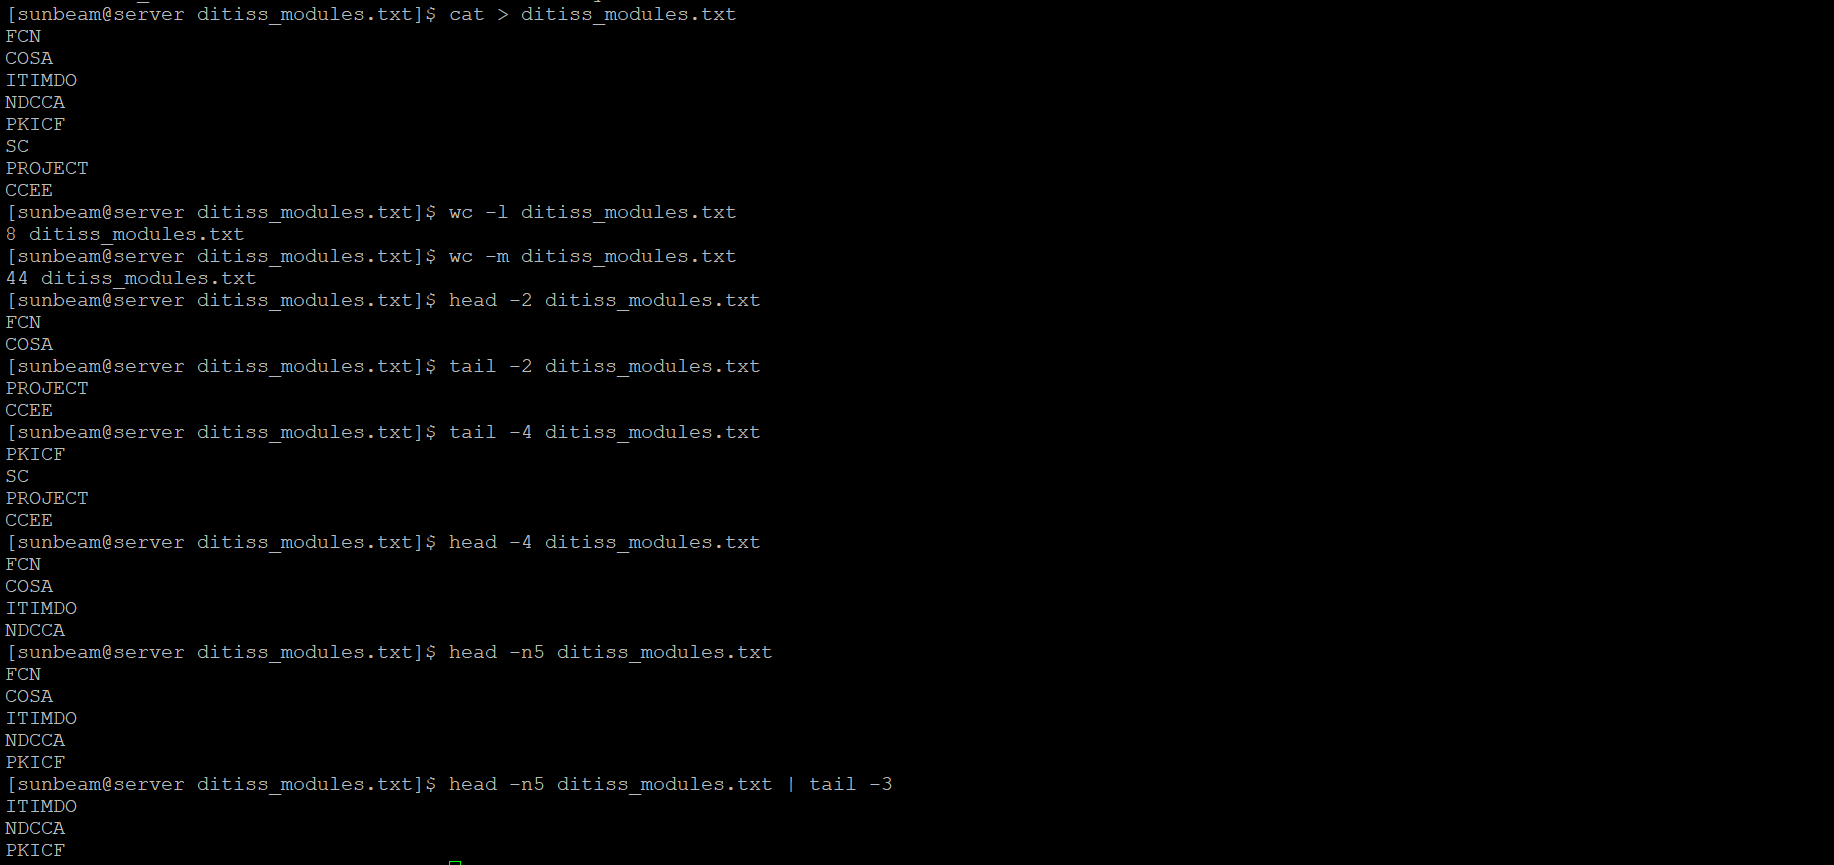 [sunbeam@server ditiss_modules.txt]$ cat > ditiss_modules.txt
FCN
COSA
ITIMDO
NDCCA
PKICF
SC
PROJECT
CCEE
[sunbeam@server ditiss_modules.txt]$ wc -l ditiss_modules.txt
8 ditiss_modules.txt
[sunbeam@server ditiss_modules.txt]$ wc -m ditiss_modules.txt
44 ditiss_modules.txt
[sunbeam@server ditiss_modules.txt]$ head -2 ditiss_modules.txt
FCN
COSA
[sunbeam@server ditiss_modules.txt]$ tail -2 ditiss_modules.txt
PROJECT
CCEE
[sunbeam@server ditiss_modules.txt]$ tail -4 ditiss_modules.txt
PKICF
SC
PROJECT
CCEE
[sunbeam@server ditiss_modules.txt]$ head -4 ditiss_modules.txt
FCN
COSA
ITIMDO
NDCCA
[sunbeam@server ditiss_modules.txt]$ head -n5 ditiss_modules.txt
FCN
COSA
ITIMDO
NDCCA
PKICF
[sunbeam@server ditiss_modules.txt]$ head -n5 ditiss_modules.txt | tail -3
ITIMDO
NDCCA
PKICF